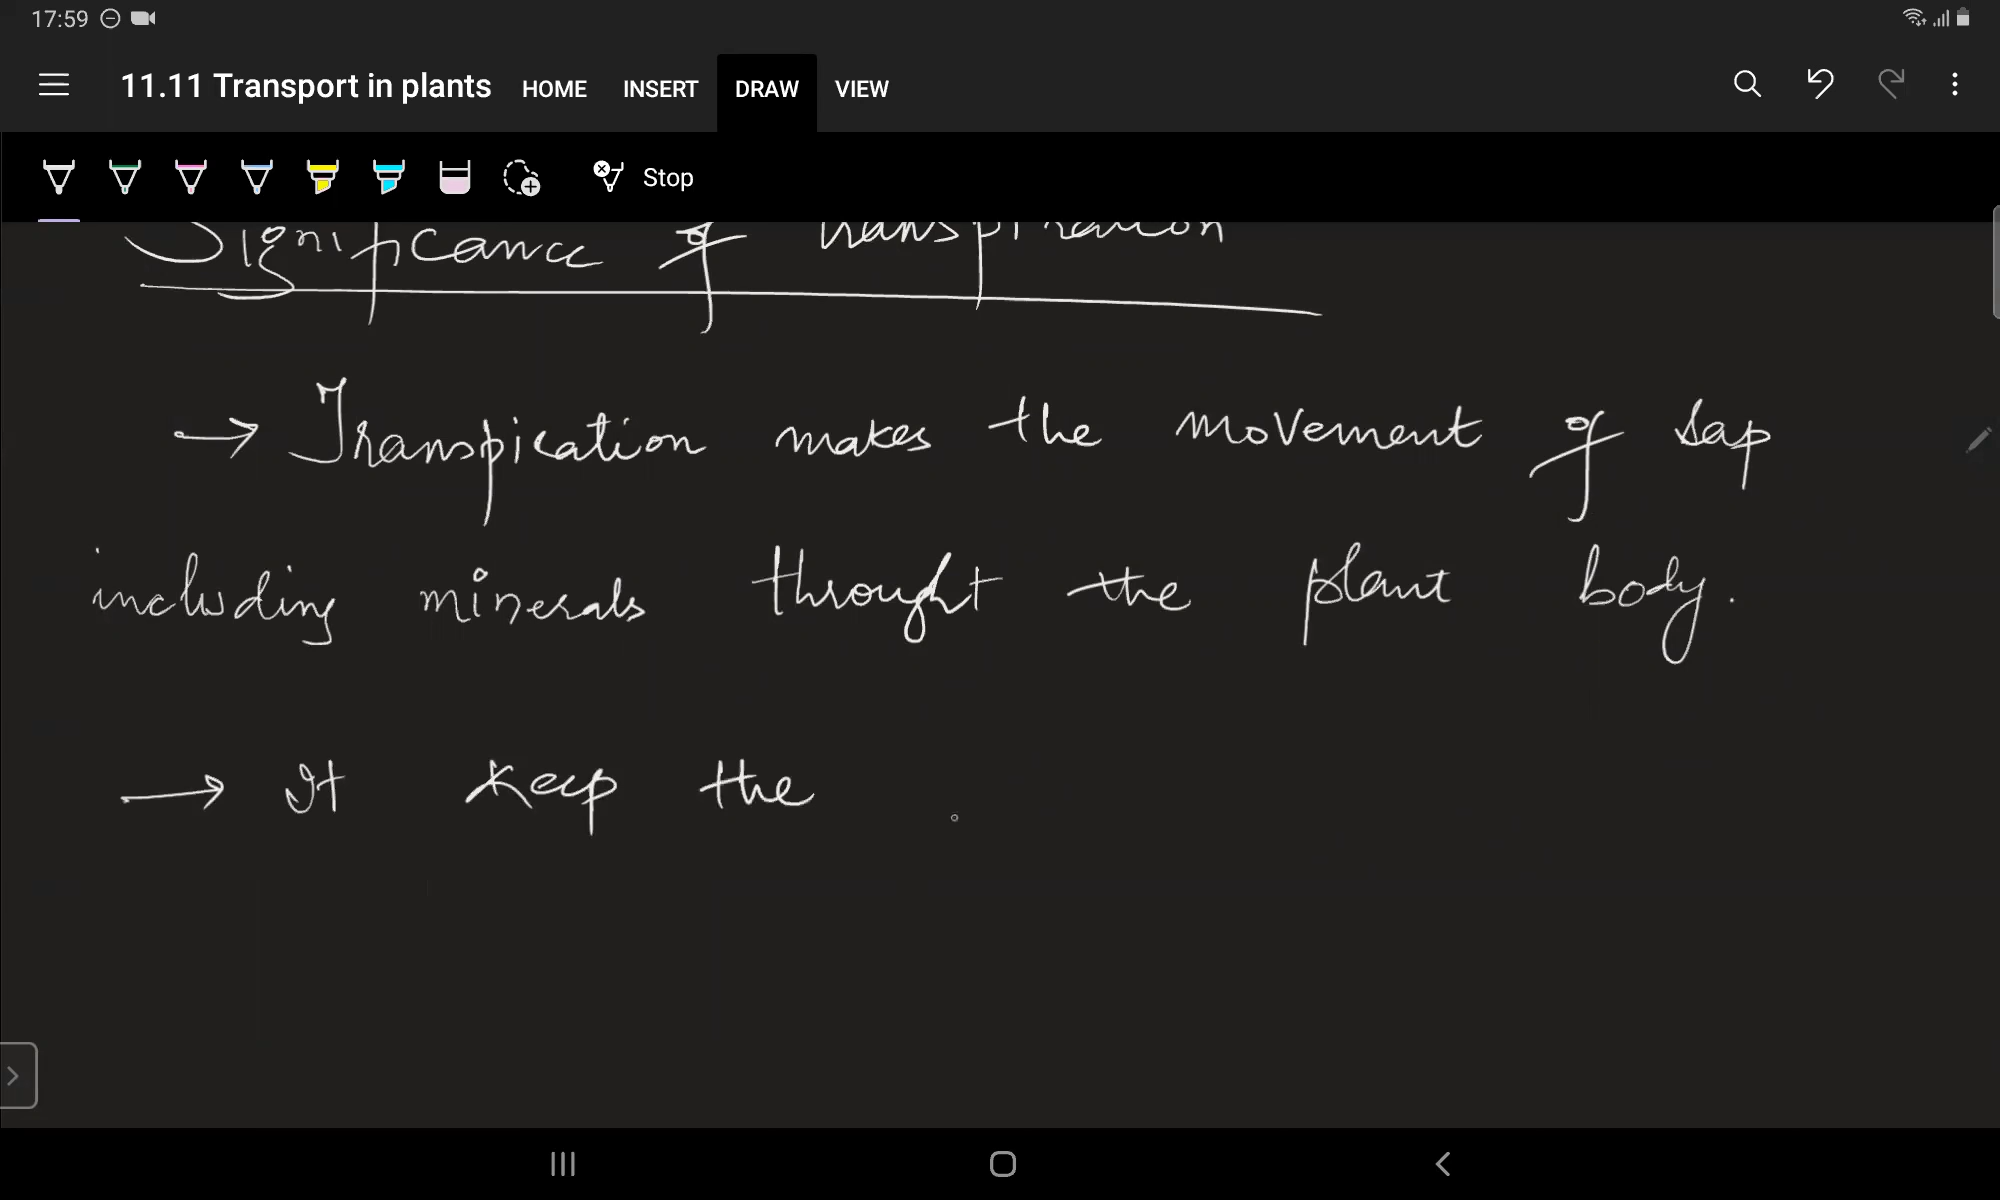 17:59
11.11 Transport in plants HOME INSERT DRAW VIEW
Stop
Significance of transpiration
→ Transpiration makes the movement of sap
including minerals throught the plant body.
→ It keep the